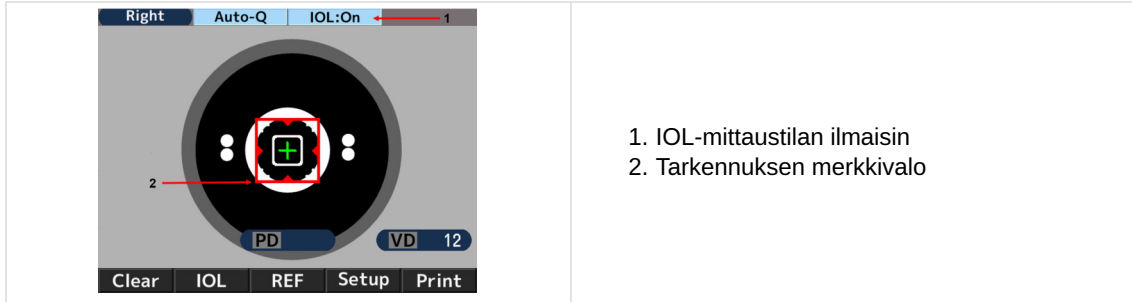 Right Auto-Q IOL:On 1
2
PD VD 12
Clear IOL REF Setup Print
1. IOL-mittaustilan ilmaisin
2. Tarkennuksen merkkivalo